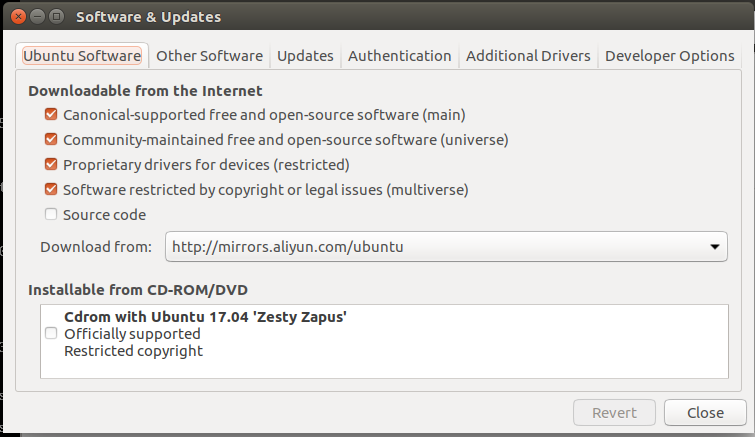 Software & Updates
Ubuntu Software
Other Software
Updates
Authentication
Additional Drivers
Developer Options
Downloadable from the Internet
Canonical-supported free and open-source software (main)
Community-maintained free and open-source software (universe)
Proprietary drivers for devices (restricted)
Software restricted by copyright or legal issues (multiverse)
Source code
Download from: http://mirrors.aliyun.com/ubuntu
Installable from CD-ROM/DVD
Cdrom with Ubuntu 17.04 'Zesty Zapus'
Officially supported
Restricted copyright
Revert
Close